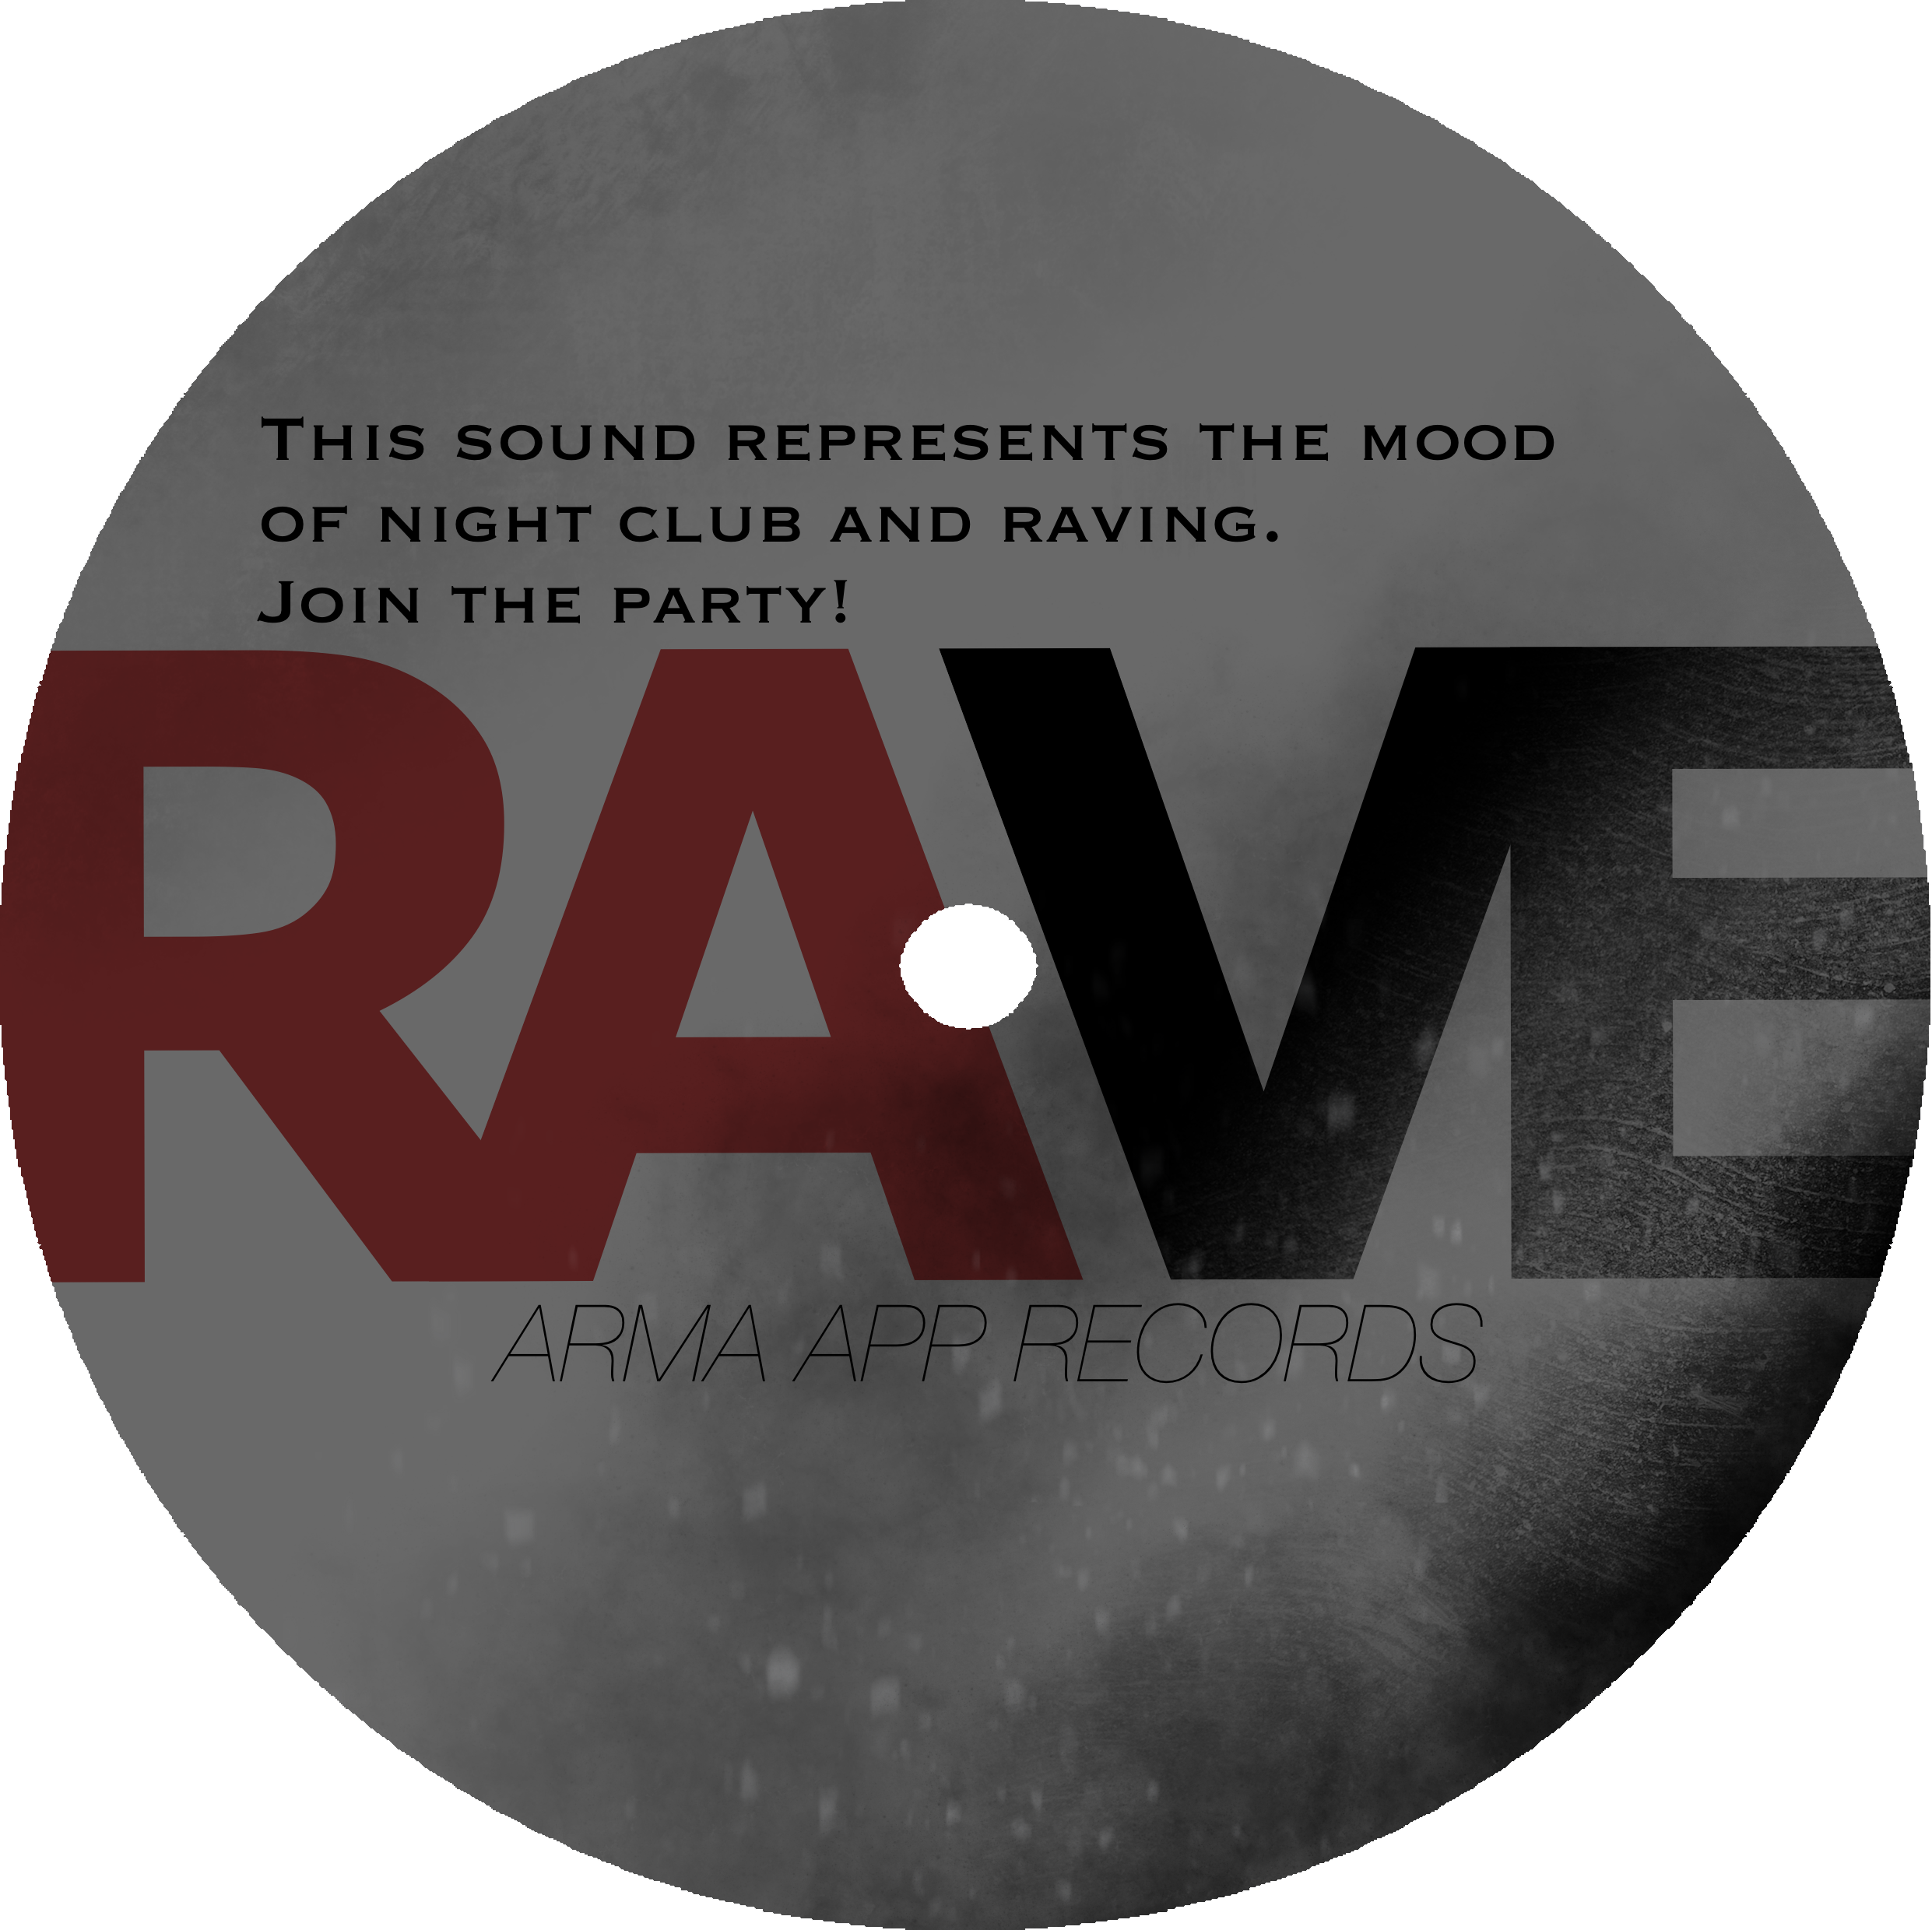 This sound represents the mood
of night club and raving.
Join the party!
RAVE
ARMA APP RECORDS